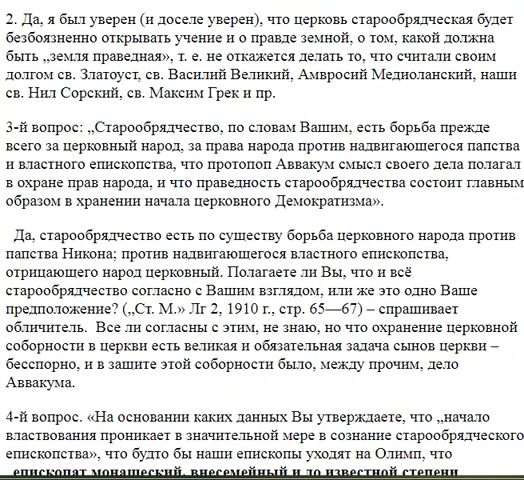 2. Да, я был уверен (и доселе уверен), что церковь старообрядческая будет
безбоязненно открывать учение и о правде земной, о том, какой должна
быть „земля праведная», т. е. не откажется делать то, что считали своим
долгом св. Златоуст, св. Василий Великий, Амвросий Медиоланский, наши
св. Нил Сорский, св. Максим Грек и пр.
3-й вопрос: „Старообрядчество, по словам Вашим, есть борьба прежде
всего за церковный народ, за права народа против надвигающегося папства
и властного епископства, что протопоп Аввакум смысл своего дела полагал
в охране прав народа, и что праведность старообрядчества состоит главным
образом в хранении начала церковного Демократизма».
Да, старообрядчество есть по существу борьба церковного народа против
папства Никона; против надвигающегося властного епископства,
отрицающего народ церковный. Полагаете ли Вы, что и всё
старообрядчество согласно с Вашим взглядом, или же это одно Ваше
предположение? („Ст. М.» Лг 2, 1910 г., стр. 65—67) – спрашивает
обличитель. Все ли согласны с этим, не знаю, но что охранение церковной
соборности в церкви есть великая и обязательная задача сынов церкви –
бесспорно, и в защите этой соборности было, между прочим, дело
Аввакума.
4-й вопрос. «На основании каких данных Вы утверждаете, что „начало
властвования проникает в значительной мере в сознание старообрядческого
епископства», что будто бы наши епископы уходят на Олимп, что
„епископат монашеский, внесемейный и до известной степени